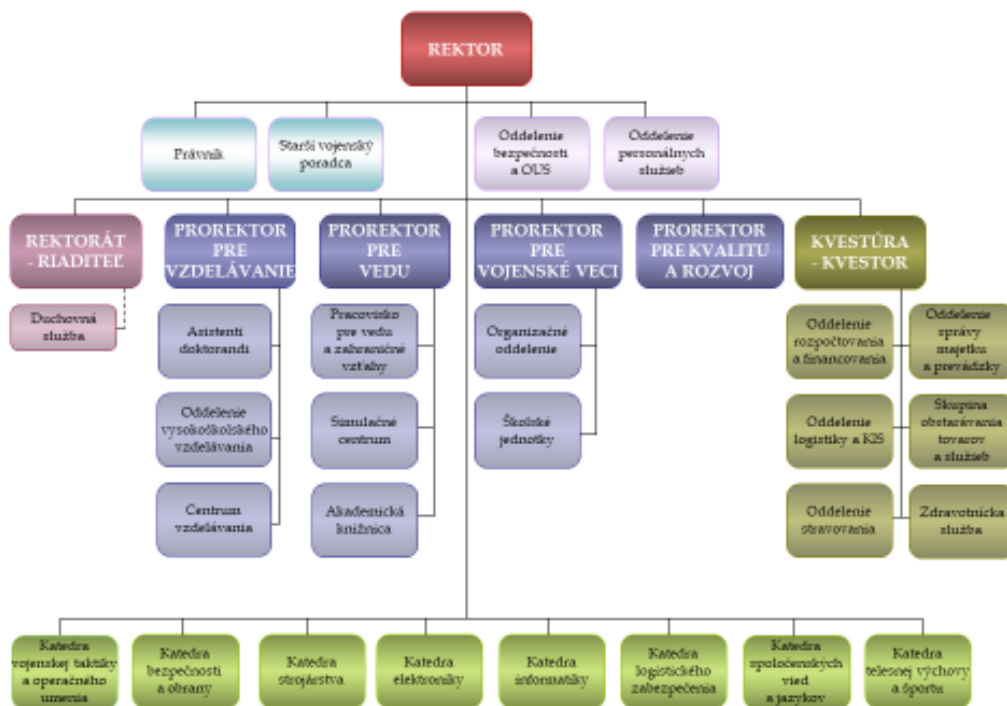 REKTOR
Právnik
Starší vojenský
poradca
Oddelenie
bezpečnosti
a OUS
Oddelenie
personálnych
služieb
REKTORÁT
- RIADITEĽ
PROREKTOR
PRE
VZDELÁVANIE
PROREKTOR
PRE
VEDU
PROREKTOR
PRE
VOJENSKÉ VECI
PROREKTOR
PRE KVALITU
A ROZVOJ
KVESTÚRA
- KVESTOR
Duchovná
služba
Asistenti
doktorandi
Oddelenie
vysokoškolského
vzdelávania
Centrum
vzdelávania
Pracovisko
pre vedu
a zahraničné
vzťahy
Simulačné
centrum
Akademická
knižnica
Organizačné
oddelenie
Školské
jednotky
Oddelenie
rozpočtovania
a financovania
Oddelenie
správy
majetku
a prevádzky
Oddelenie
logistiky a KIS
Skupina
obstarávania
tovarov
a služieb
Oddelenie
stravovania
Zdravotnícka
služba
Katedra
vojenskej taktiky
a operačného
umenia
Katedra
bezpečnosti
a obrany
Katedra
strojárstva
Katedra
elektroniky
Katedra
informatiky
Katedra
logistického
zabezpečenia
Katedra
spoločenských
vied
a jazykov
Katedra
telesnej výchovy
a športu